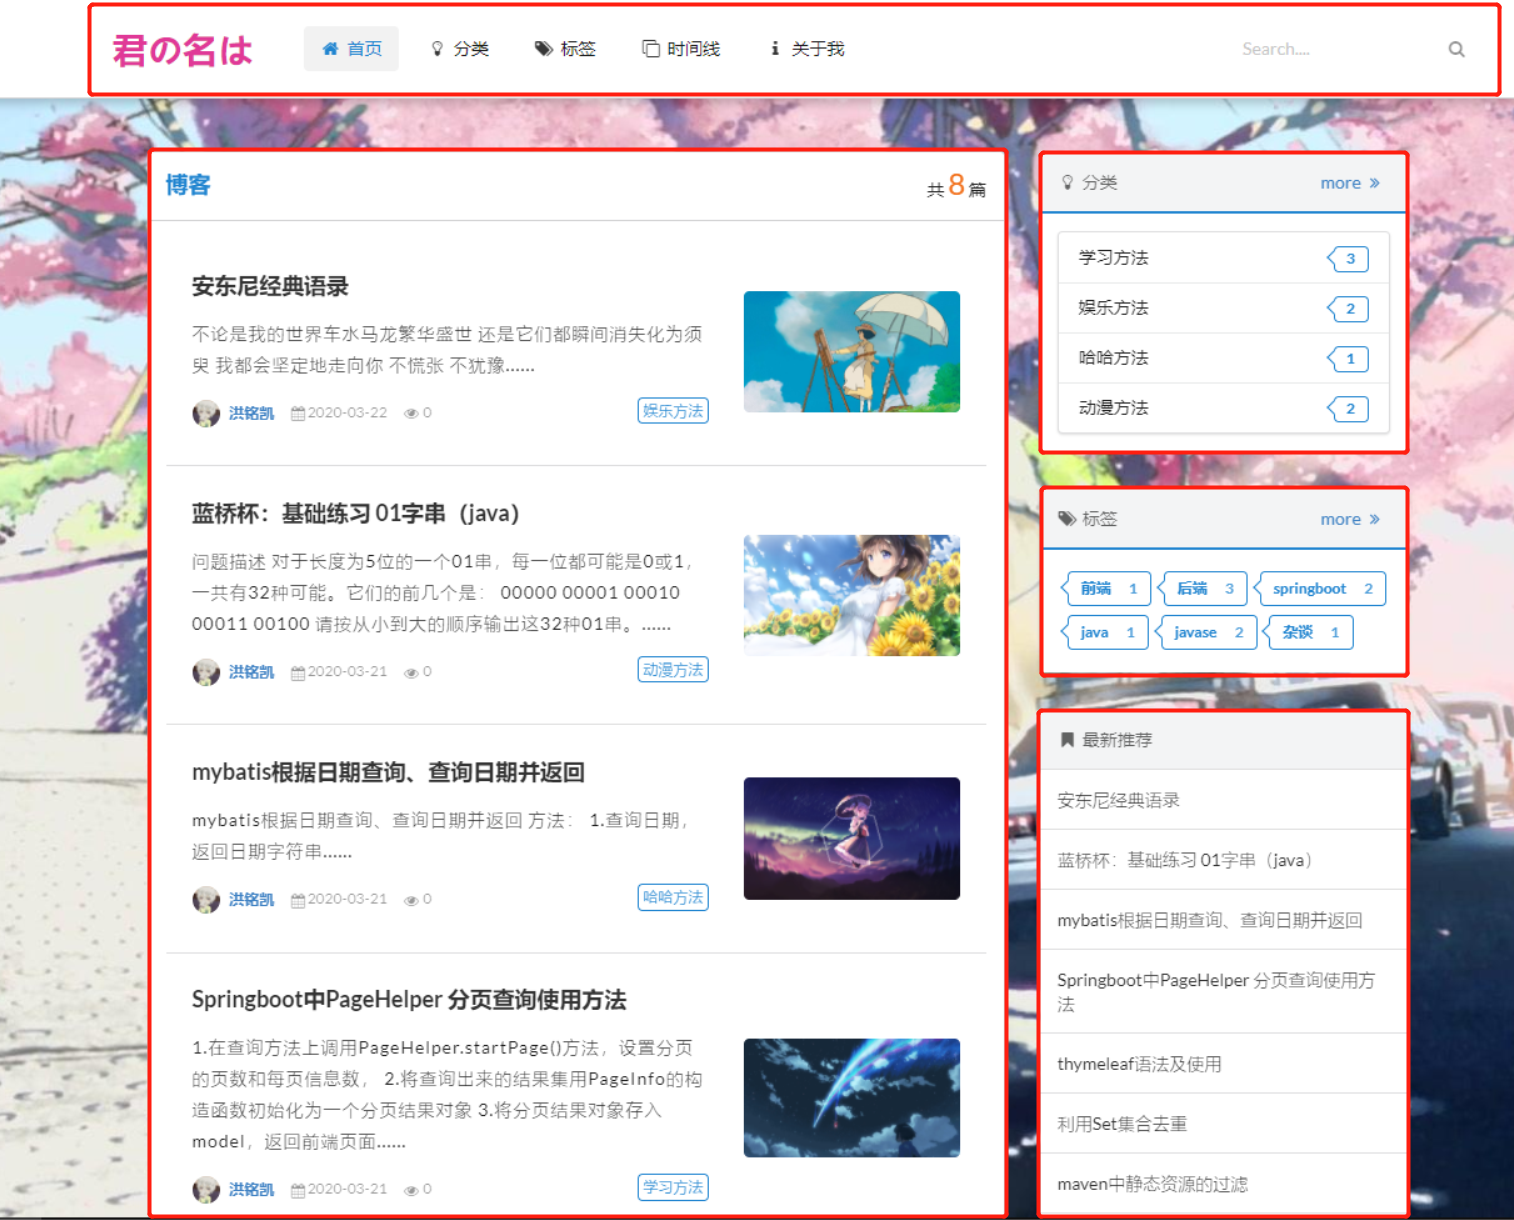 君の名は
首页 分类 标签 时间线 关于我 Search....
博客 共8篇
安东尼经典语录
不论是我的世界车水马龙繁华盛世 还是它们都瞬间消失化为须
臾 我都会坚定地走向你 不慌张 不犹豫......
洪铭凯 2020-03-22 0 娱乐方法
蓝桥杯：基础练习 01字串（java）
问题描述 对于长度为5位的一个01串，每一位都可能是0或1，
一共有32种可能。它们的前几个是： 00000 00001 00010
00011 00100 请按从小到大的顺序输出这32种01串。......
洪铭凯 2020-03-21 0 动漫方法
mybatis根据日期查询、查询日期并返回
mybatis根据日期查询、查询日期并返回 方法： 1.查询日期，
返回日期字符串......
洪铭凯 2020-03-21 0 哈哈方法
Springboot中PageHelper 分页查询使用方法
1.在查询方法上调用PageHelper.startPage()方法，设置分页
的页数和每页信息数， 2.将查询出来的结果集用PageInfo的构
造函数初始化为一个分页结果对象 3.将分页结果对象存入
model，返回前端页面......
洪铭凯 2020-03-21 0 学习方法
分类 more »
学习方法 3
娱乐方法 2
哈哈方法 1
动漫方法 2
标签 more »
前端 1 后端 3 springboot 2
java 1 javase 2 杂谈 1
最新推荐
安东尼经典语录
蓝桥杯：基础练习 01字串（java）
mybatis根据日期查询、查询日期并返回
Springboot中PageHelper 分页查询使用方
法
thymeleaf语法及使用
利用Set集合去重
maven中静态资源的过滤